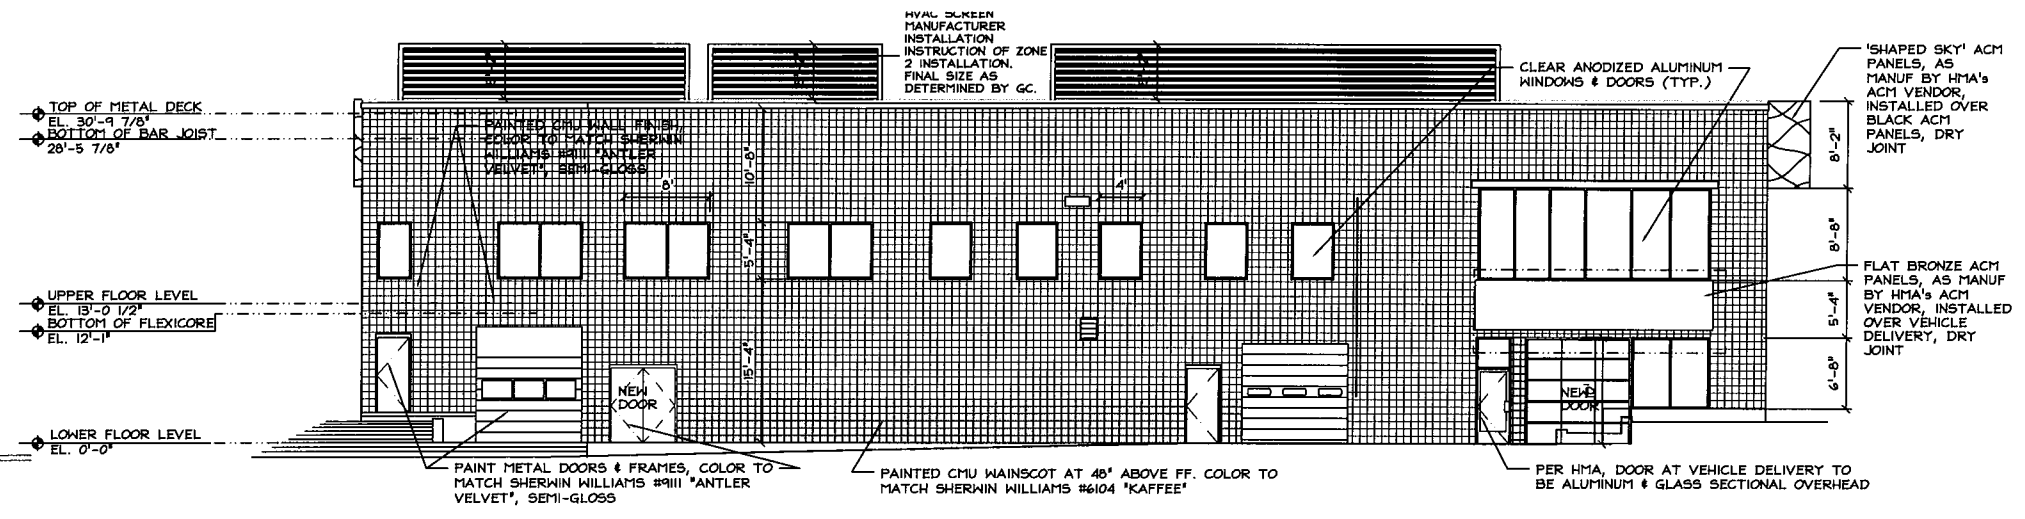 HVAC SCREEN
MANUFACTURER
INSTALLATION
INSTRUCTION OF ZONE
2 INSTALLATION.
FINAL SIZE AS
DETERMINED BY GC.
CLEAR ANODIZED ALUMINUM
WINDOWS & DOORS (TYP.)
'SHAPED SKY' ACM
PANELS, AS
MANUF BY HMA's
ACM VENDOR,
INSTALLED OVER
BLACK ACM
PANELS, DRY
JOINT
TOP OF METAL DECK
EL. 30'-9 7/8"
BOTTOM OF BAR JOIST
28'-5 7/8"
PAINTED CMU WALL FINISH,
COLOR TO MATCH SHERWIN
WILLIAMS #9111 "ANTLER
VELVET", SEMI-GLOSS
8'
10'-8"
4'
8'-2"
5'-4"
8'-8"
FLAT BRONZE ACM
PANELS, AS MANUF
BY HMA's ACM
VENDOR, INSTALLED
OVER VEHICLE
DELIVERY, DRY
JOINT
UPPER FLOOR LEVEL
EL. 13'-0 1/2"
BOTTOM OF FLEXICORE
EL. 12'-1"
5'-4"
15'-4"
6'-8"
NEW
DOOR
NEW
DOOR
LOWER FLOOR LEVEL
EL. 0'-0"
PAINT METAL DOORS & FRAMES, COLOR TO
MATCH SHERWIN WILLIAMS #9111 "ANTLER
VELVET", SEMI-GLOSS
PAINTED CMU WAINSCOT AT 48" ABOVE FF. COLOR TO
MATCH SHERWIN WILLIAMS #6104 "KAFFEE"
PER HMA, DOOR AT VEHICLE DELIVERY TO
BE ALUMINUM & GLASS SECTIONAL OVERHEAD